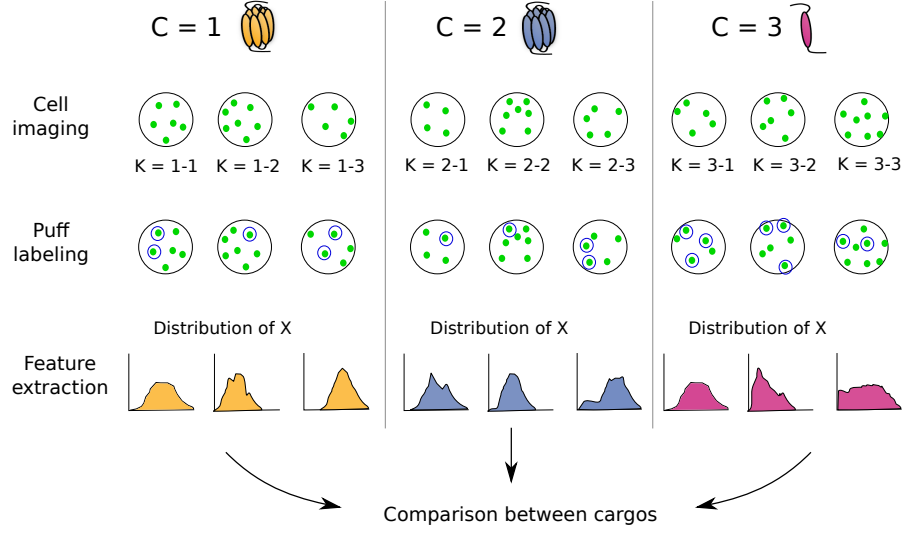 C = 1
C = 2
C = 3
Cell
imaging
K = 1-1
K = 1-2
K = 1-3
K = 2-1
K = 2-2
K = 2-3
K = 3-1
K = 3-2
K = 3-3
Puff
labeling
Distribution of X
Distribution of X
Distribution of X
Feature
extraction
Comparison between cargos